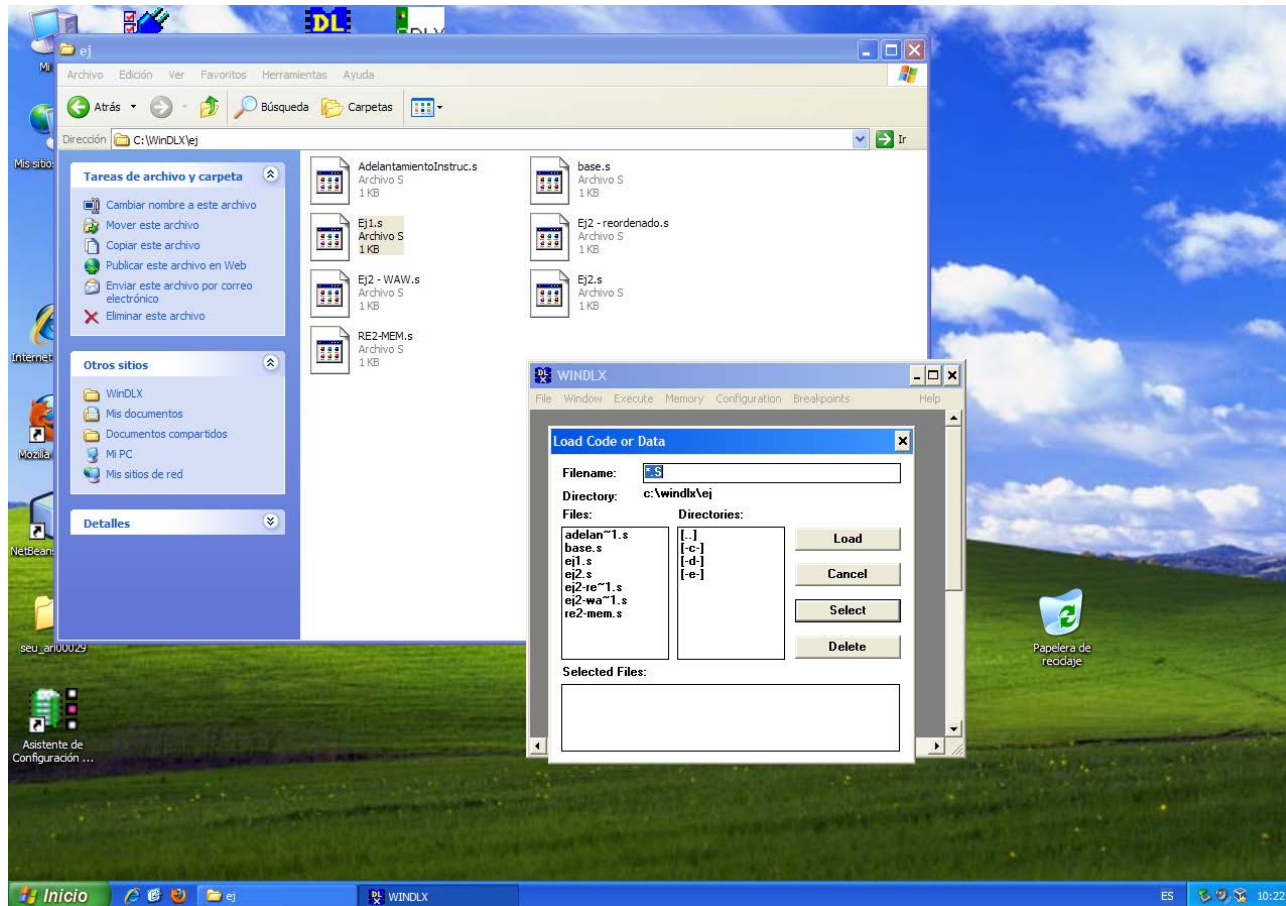 DL
DLX
ej
Archivo Edición Ver Favoritos Herramientas Ayuda
Atrás Búsqueda Carpetas
Dirección C:\WinDLX\ej Ir
Mis sitios
Tareas de archivo y carpeta
Cambiar nombre a este archivo
Mover este archivo
Copiar este archivo
Publicar este archivo en Web
Enviar este archivo por correo
electrónico
Eliminar este archivo
Otros sitios
WinDLX
Mis documentos
Documentos compartidos
Mi PC
Mis sitios de red
Detalles
AdelantamientoInstruc.s
Archivo S
1 KB
base.s
Archivo S
1 KB
Ej1.s
Archivo S
1 KB
Ej2 - reordenado.s
Archivo S
1 KB
Ej2 - WAW.s
Archivo S
1 KB
Ej2.s
Archivo S
1 KB
RE2-MEM.s
Archivo S
1 KB
Internet
Mozilla
NetBean
seu_arl00029
Asistente de
Configuración ...
Papelera de
reciclaje
WINDLX
File Window Execute Memory Configuration Breakpoints Help
Load Code or Data
Filename: *.S
Directory: c:\windlx\ej
Files: Directories:
adelan~1.s
base.s
ej1.s
ej2.s
ej2-re~1.s
ej2-wa~1.s
re2-mem.s
[..]
[-c-]
[-d-]
[-e-]
Load
Cancel
Select
Delete
Selected Files:
Inicio ej WINDLX ES 10:22